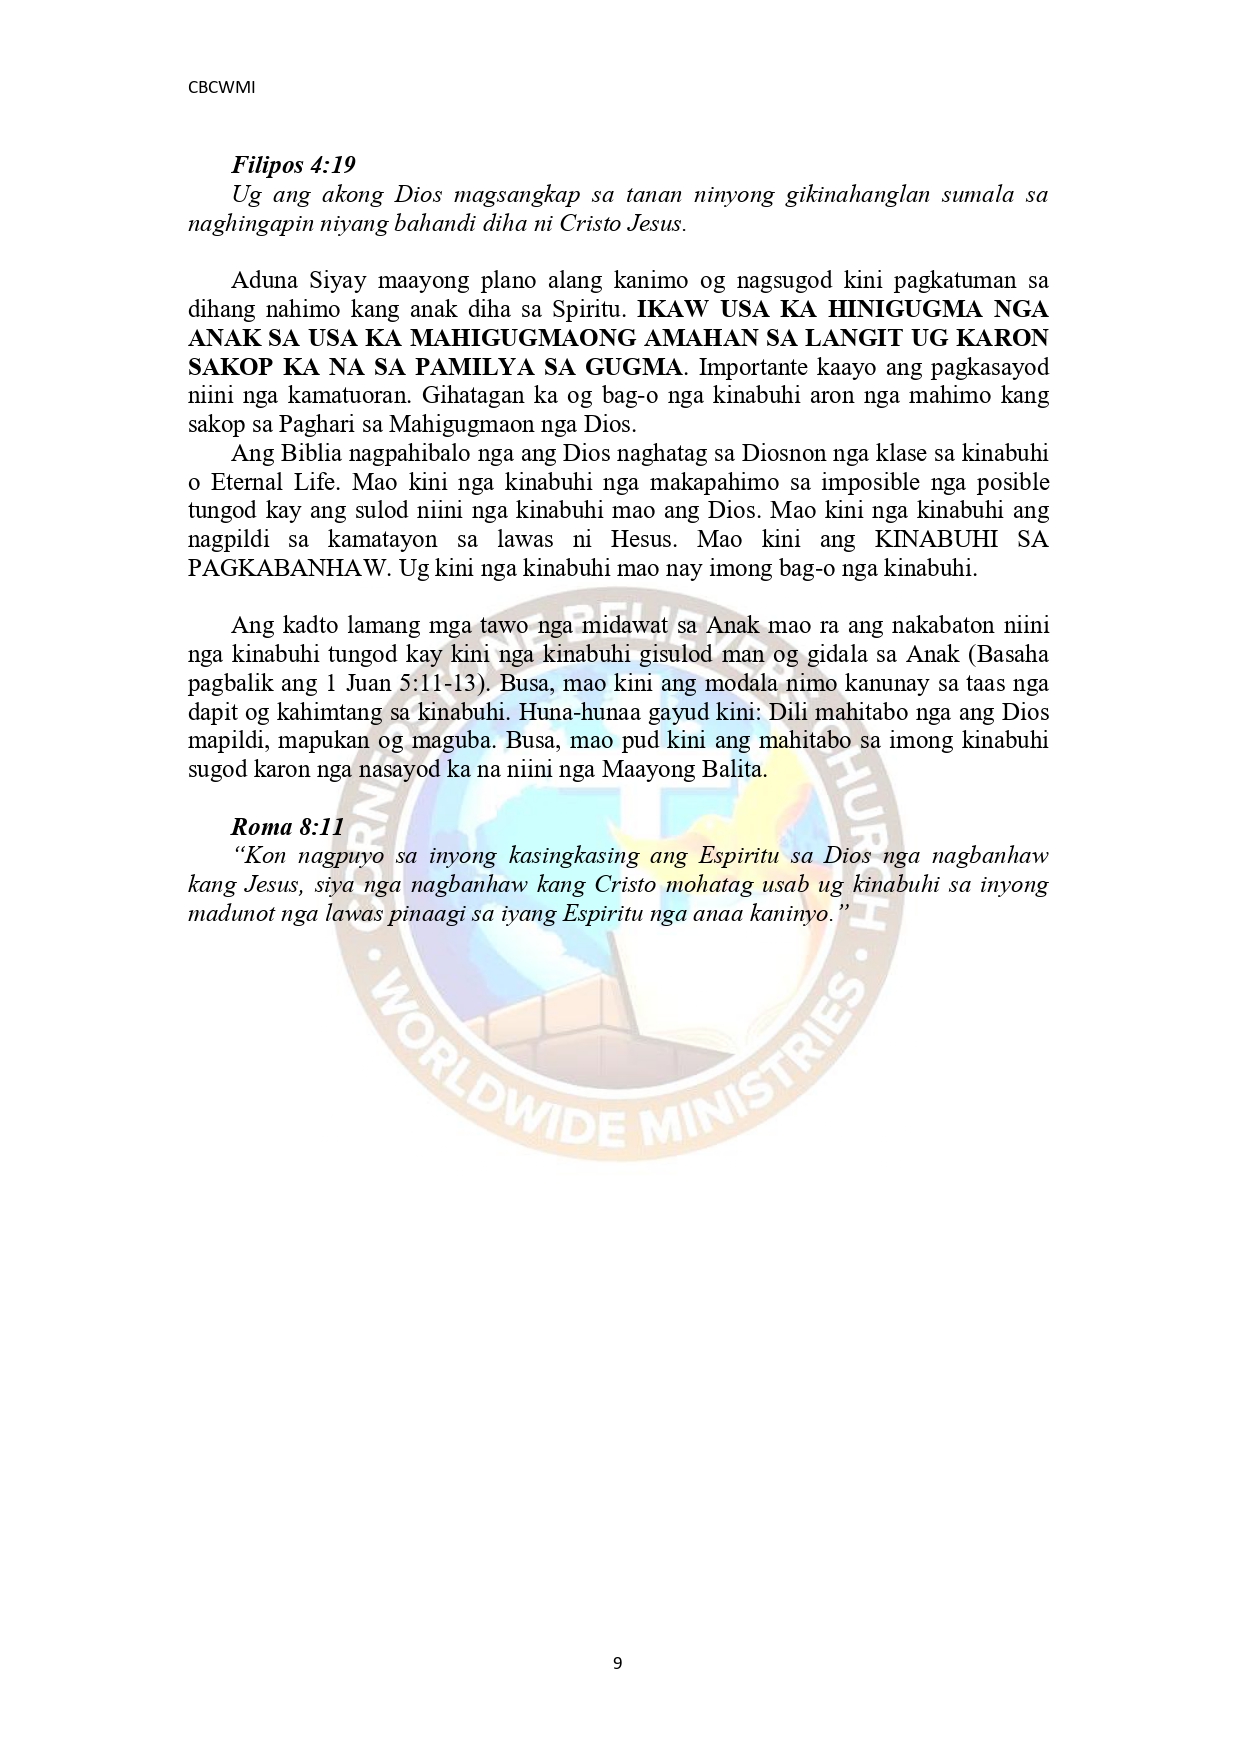 CBCWMI
Filipos 4:19
Ug ang akong Dios magsangkap sa tanan ninyong gikinahanglan sumala sa
naghingapin niyang bahandi diha ni Cristo Jesus.
Aduna Siyay maayong plano alang kanimo og nagsugod kini pagkatuman sa
dihang nahimo kang anak diha sa Spiritu. IKAW USA KA HINIGUGMA NGA
ANAK SA USA KA MAHIGUGMAONG AMAHAN SA LANGIT UG KARON
SAKOP KA NA SA PAMILYA SA GUGMA. Importante kaayo ang pagkasayod
niini nga kamatuoran. Gihatagan ka og bag-o nga kinabuhi aron nga mahimo kang
sakop sa Paghari sa Mahigugmaon nga Dios.
Ang Biblia nagpahibalo nga ang Dios naghatag sa Diosnon nga klase sa kinabuhi
o Eternal Life. Mao kini nga kinabuhi nga makapahimo sa imposible nga posible
tungod kay ang sulod niini nga kinabuhi mao ang Dios. Mao kini nga kinabuhi ang
nagpildi sa kamatayon sa lawas ni Hesus. Mao kini ang KINABUHI SA
PAGKABANHAW. Ug kini nga kinabuhi mao nay imong bag-o nga kinabuhi.
Ang kadto lamang mga tawo nga midawat sa Anak mao ra ang nakabaton niini
nga kinabuhi tungod kay kini nga kinabuhi gisulod man og gidala sa Anak (Basaha
pagbalik ang 1 Juan 5:11-13). Busa, mao kini ang modala nimo kanunay sa taas nga
dapit og kahimtang sa kinabuhi. Huna-hunaa gayud kini: Dili mahitabo nga ang Dios
mapildi, mapukan og maguba. Busa, mao pud kini ang mahitabo sa imong kinabuhi
sugod karon nga nasayod ka na niini nga Maayong Balita.
Roma 8:11
“Kon nagpuyo sa inyong kasingkasing ang Espiritu sa Dios nga nagbanhaw
kang Jesus, siya nga nagbanhaw kang Cristo mohatag usab ug kinabuhi sa inyong
madunot nga lawas pinaagi sa iyang Espiritu nga anaa kaninyo.”
CORNERSTONE BELIEVERS CHURCH
• WORLDWIDE MINISTRIES •
9